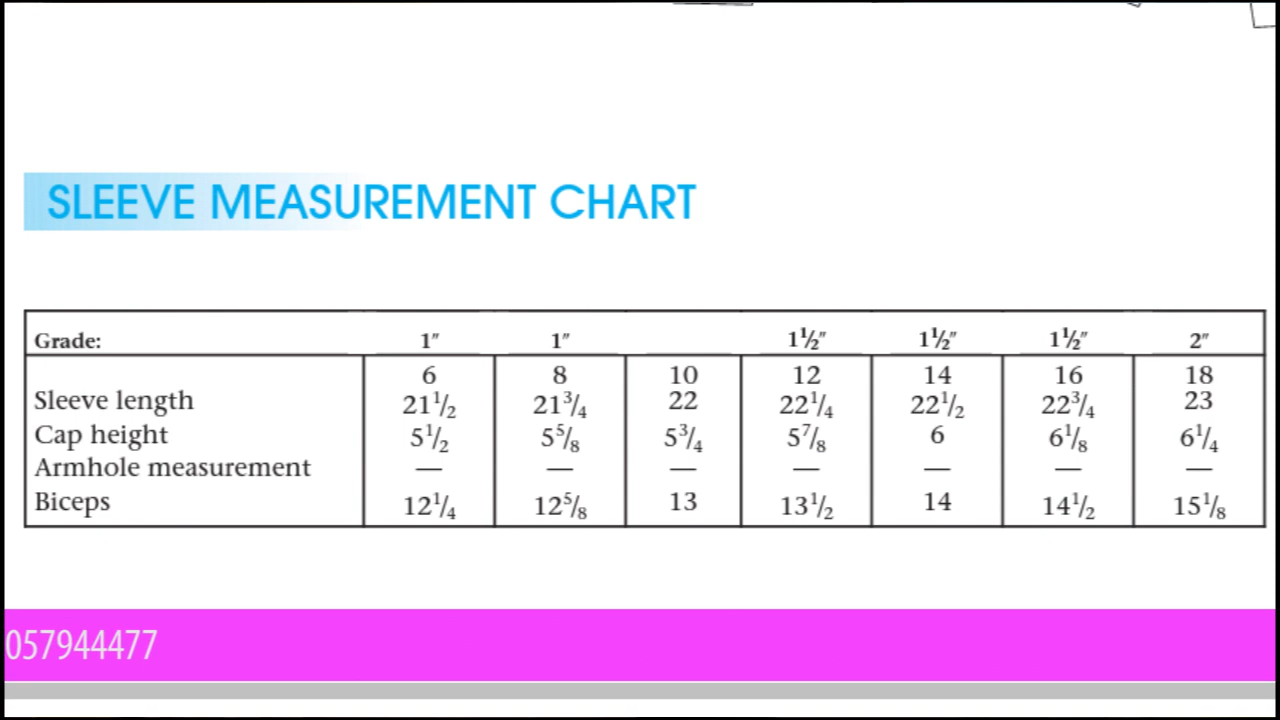 SLEEVE MEASUREMENT CHART
Grade: 1″ 1″ 1½″ 1½″ 1½″ 2″
6 8 10 12 14 16 18
Sleeve length 21½ 21¾ 22 22¼ 22½ 22¾ 23
Cap height 5½ 5⅝ 5¾ 5⅞ 6 6⅛ 6¼
Armhole measurement — — — — — — —
Biceps 12¼ 12⅝ 13 13½ 14 14½ 15⅛
057944477